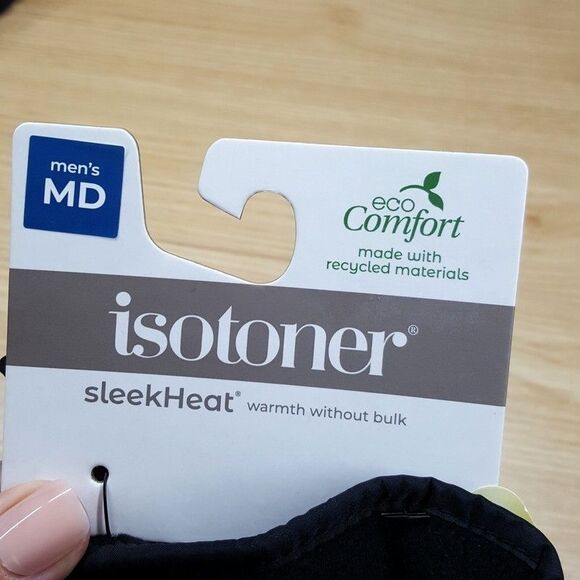 men's
MD
eco
Comfort
made with
recycled materials
isotoner®
sleekHeat® warmth without bulk